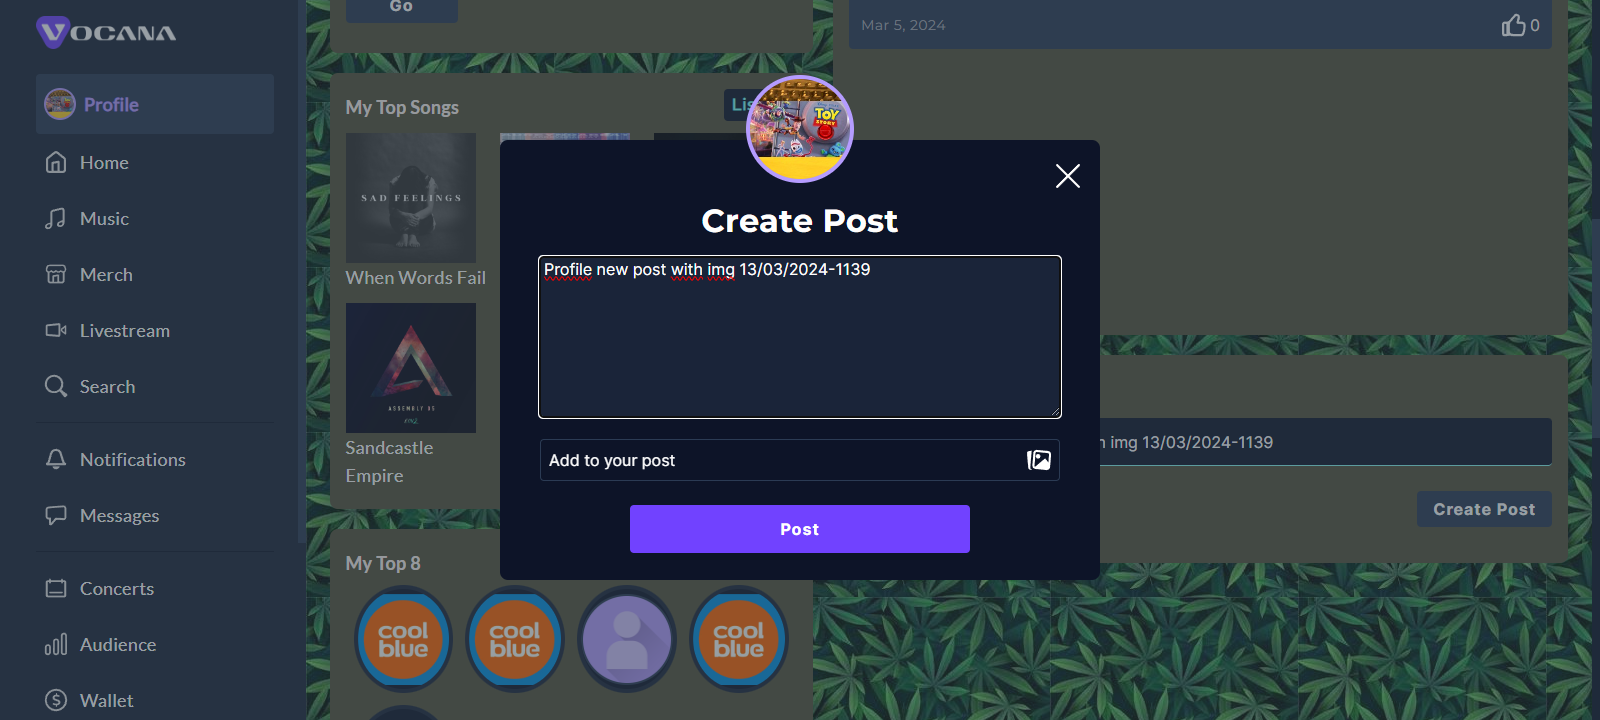 VOCANA
Profile
Home
Music
Merch
Livestream
Search
Notifications
Messages
Concerts
Audience
Wallet
Go
My Top Songs
Lis
SAD FEELINGS
When Words Fail
ASSEMBLY 05
Sandcastle
Empire
My Top 8
cool
blue
cool
blue
cool
blue
Mar 5, 2024
0
TOY
STORY
Create Post
Profile new post with img 13/03/2024-1139
Add to your post
Post
img 13/03/2024-1139
Create Post